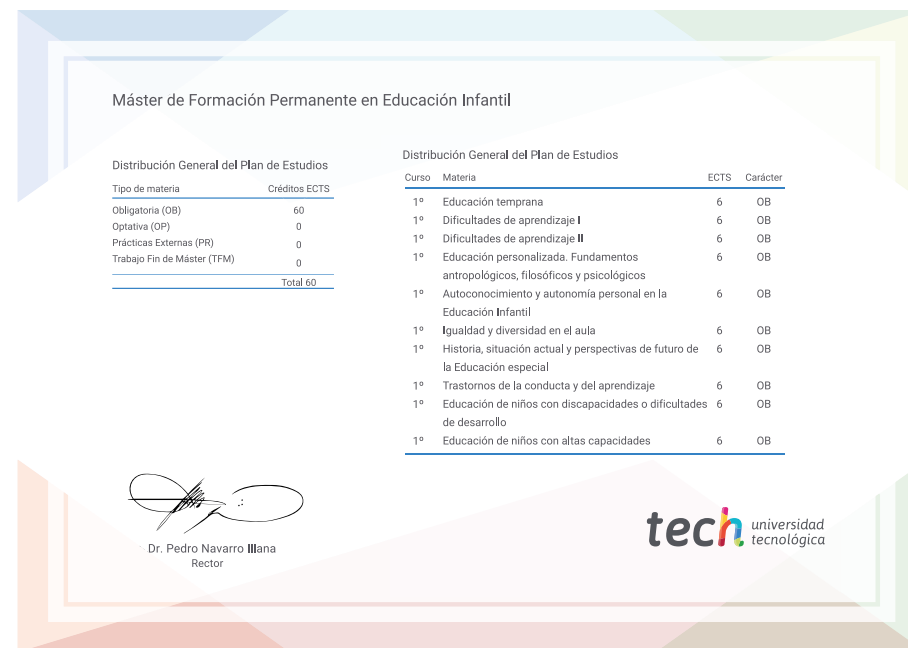 Máster de Formación Permanente en Educación Infantil
Distribución General del Plan de Estudios
Tipo de materia Créditos ECTS
Obligatoria (OB) 60
Optativa (OP) 0
Prácticas Externas (PR) 0
Trabajo Fin de Máster (TFM) 0
Total 60
Distribución General del Plan de Estudios
Curso Materia ECTS Carácter
1º Educación temprana 6 OB
1º Dificultades de aprendizaje I 6 OB
1º Dificultades de aprendizaje II 6 OB
1º Educación personalizada. Fundamentos 6 OB
antropológicos, filosóficos y psicológicos
1º Autoconocimiento y autonomía personal en la 6 OB
Educación Infantil
1º Igualdad y diversidad en el aula 6 OB
1º Historia, situación actual y perspectivas de futuro de 6 OB
la Educación especial
1º Trastornos de la conducta y del aprendizaje 6 OB
1º Educación de niños con discapacidades o dificultades 6 OB
de desarrollo
1º Educación de niños con altas capacidades 6 OB
Dr. Pedro Navarro Illana
Rector
tech universidad
tecnológica